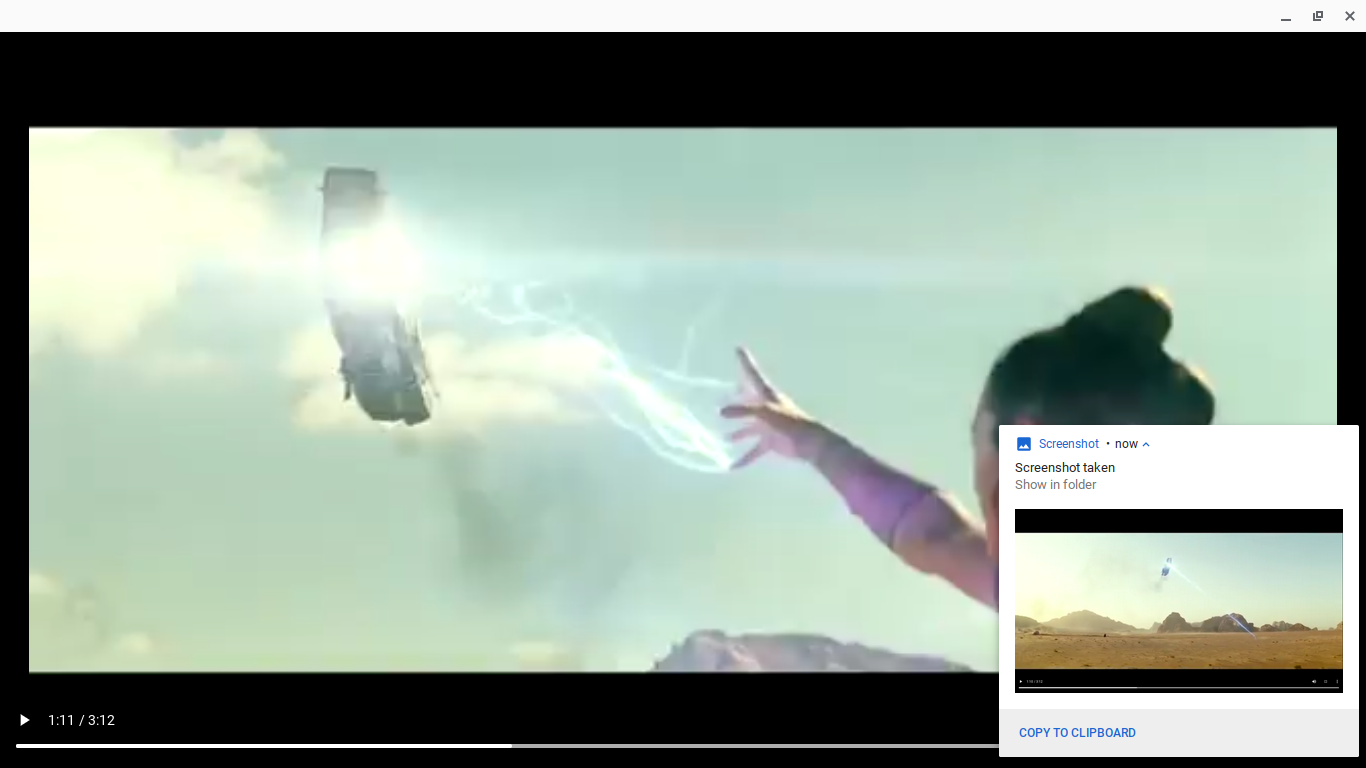 Screenshot • now
Screenshot taken
Show in folder
1:11 / 3:12
COPY TO CLIPBOARD